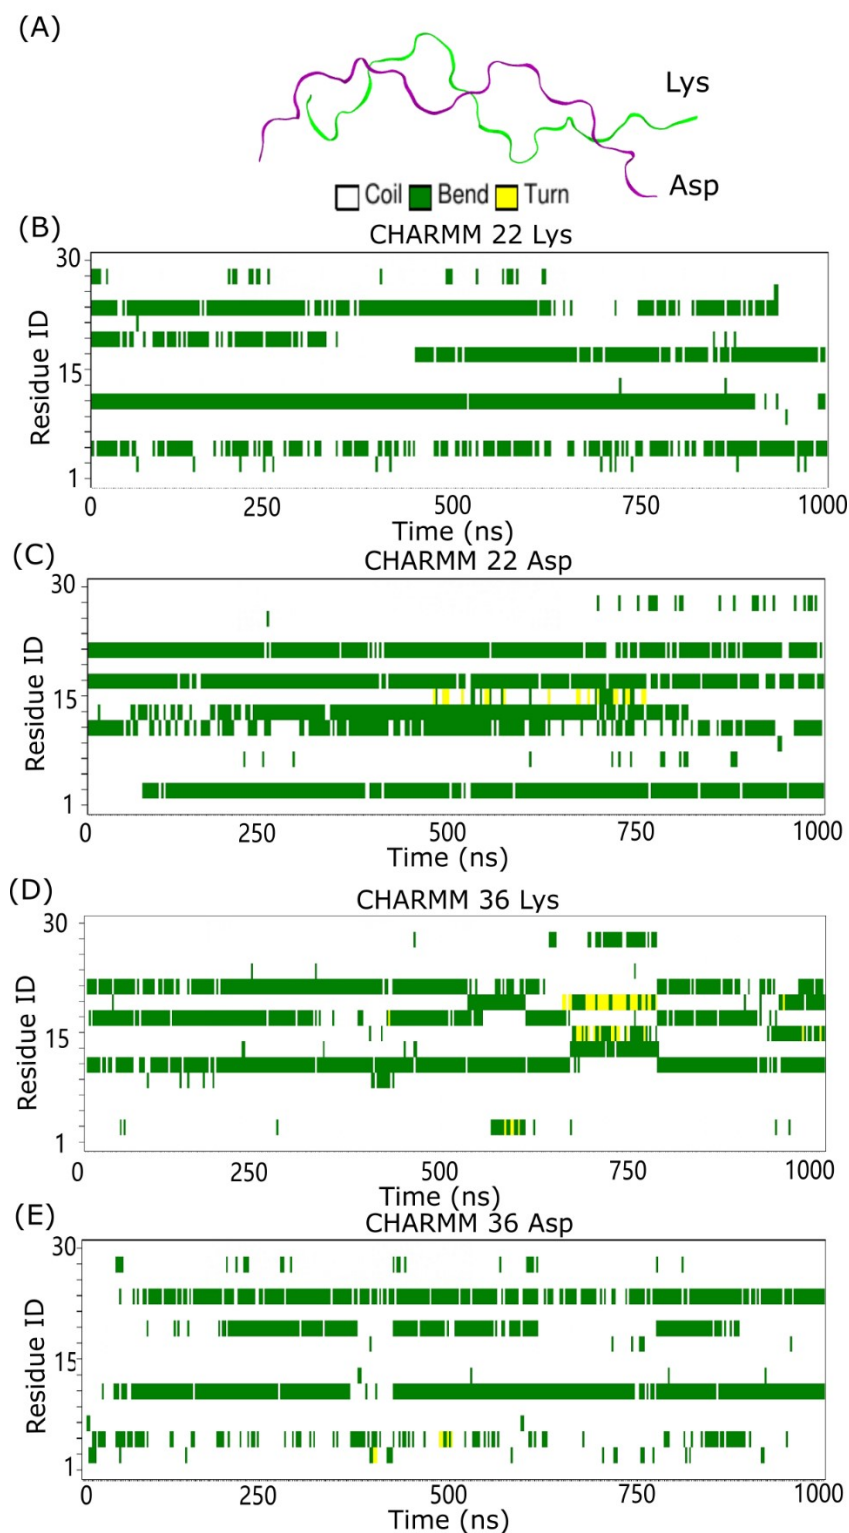 (A)
Lys
Asp
Coil Bend Turn
(B)
CHARMM 22 Lys
Residue ID
30
15
1
0 250 500 750 1000
Time (ns)
(C)
CHARMM 22 Asp
Residue ID
30
15
1
0 250 500 750 1000
Time (ns)
(D)
CHARMM 36 Lys
Residue ID
30
15
1
0 250 500 750 1000
Time (ns)
(E)
CHARMM 36 Asp
Residue ID
30
15
1
0 250 500 750 1000
Time (ns)